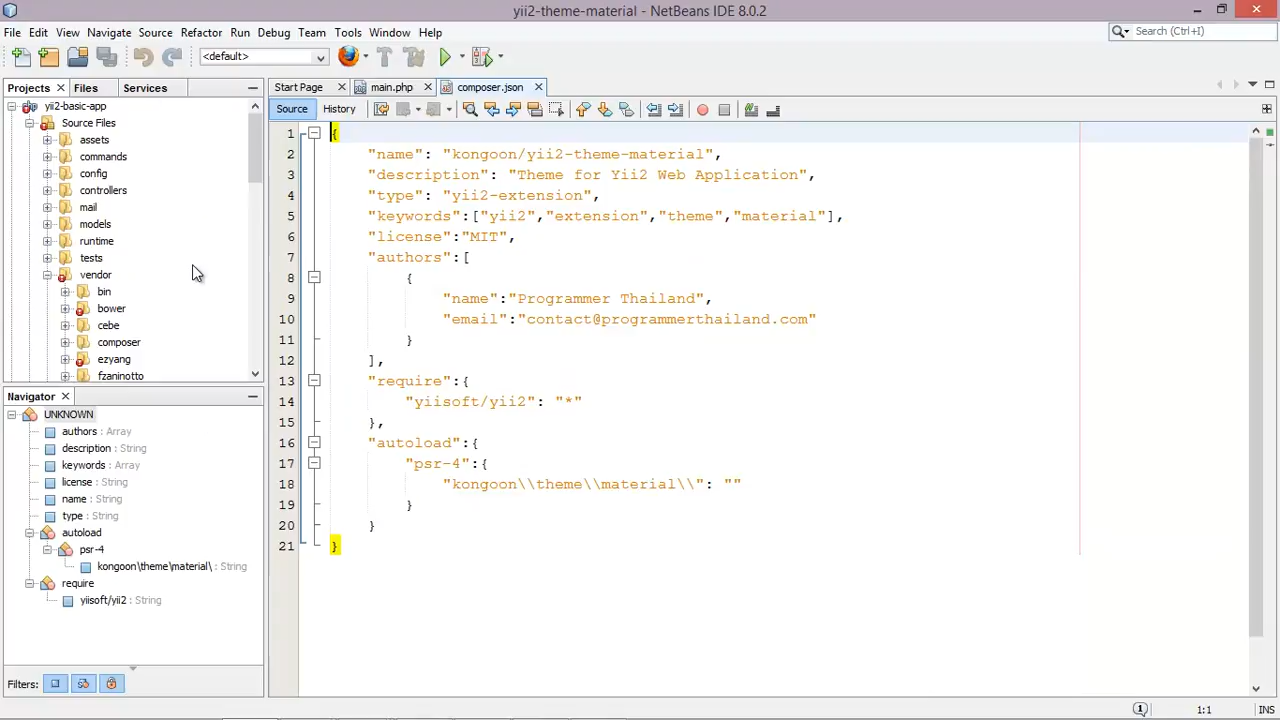 yii2-theme-material - NetBeans IDE 8.0.2
File Edit View Navigate Source Refactor Run Debug Team Tools Window Help
Search (Ctrl+I)
<default>
Projects Files Services
Start Page main.php composer.json
Source History
yii2-basic-app
Source Files
assets
commands
config
controllers
mail
models
runtime
tests
vendor
bin
bower
cebe
composer
ezyang
fzaninotto
Navigator
UNKNOWN
authors : Array
description : String
keywords : Array
license : String
name : String
type : String
autoload
psr-4
kongoon\theme\material\ : String
require
yiisoft/yii2 : String
Filters:
1 {
2 "name": "kongoon/yii2-theme-material",
3 "description": "Theme for Yii2 Web Application",
4 "type": "yii2-extension",
5 "keywords":["yii2","extension","theme","material"],
6 "license":"MIT",
7 "authors":[
8 {
9 "name":"Programmer Thailand",
10 "email":"contact@programmerthailand.com"
11 }
12 ],
13 "require":{
14 "yiisoft/yii2": "*"
15 },
16 "autoload":{
17 "psr-4":{
18 "kongoon\\theme\\material\\": ""
19 }
20 }
21 }
1:1 INS